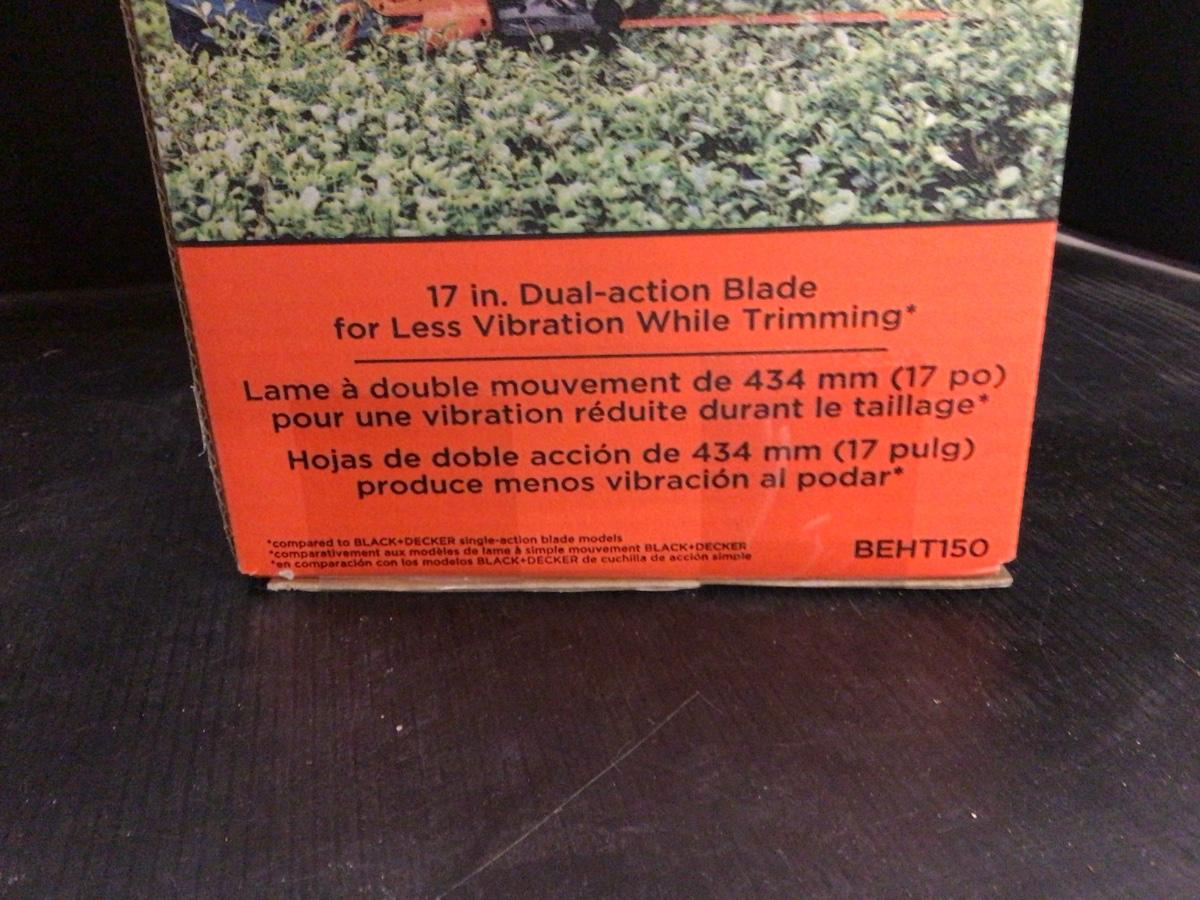 17 in. Dual-action Blade
for Less Vibration While Trimming*
Lame à double mouvement de 434 mm (17 po)
pour une vibration réduite durant le taillage*
Hojas de doble acción de 434 mm (17 pulg)
produce menos vibración al podar*
*compared to BLACK+DECKER single-action blade models
*comparativement aux modèles de lame à simple mouvement BLACK+DECKER
*en comparación con los modelos BLACK+DECKER de cuchilla de acción simple
BEHT150